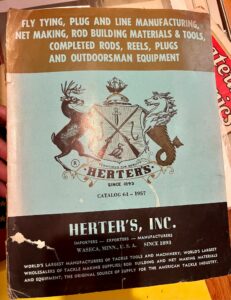 FLY TYING, PLUG AND LINE MANUFACTURING,
NET MAKING, ROD BUILDING MATERIALS & TOOLS,
COMPLETED RODS, REELS, PLUGS
AND OUTDOORSMAN EQUIPMENT
HERTER'S
SINCE 1893
CATALOG 64 - 1957
HERTER'S, INC.
IMPORTERS — EXPORTERS — MANUFACTURERS
WASECA, MINN., U. S. A. SINCE 1893
WORLD'S LARGEST MANUFACTURERS OF TACKLE TOOLS AND MACHINERY; WORLD'S LARGEST
WHOLESALERS OF TACKLE MAKING SUPPLIES; ROD BUILDING AND NET MAKING MATERIALS
AND EQUIPMENT; THE ORIGINAL SOURCE OF SUPPLY FOR THE AMERICAN TACKLE INDUSTRY.